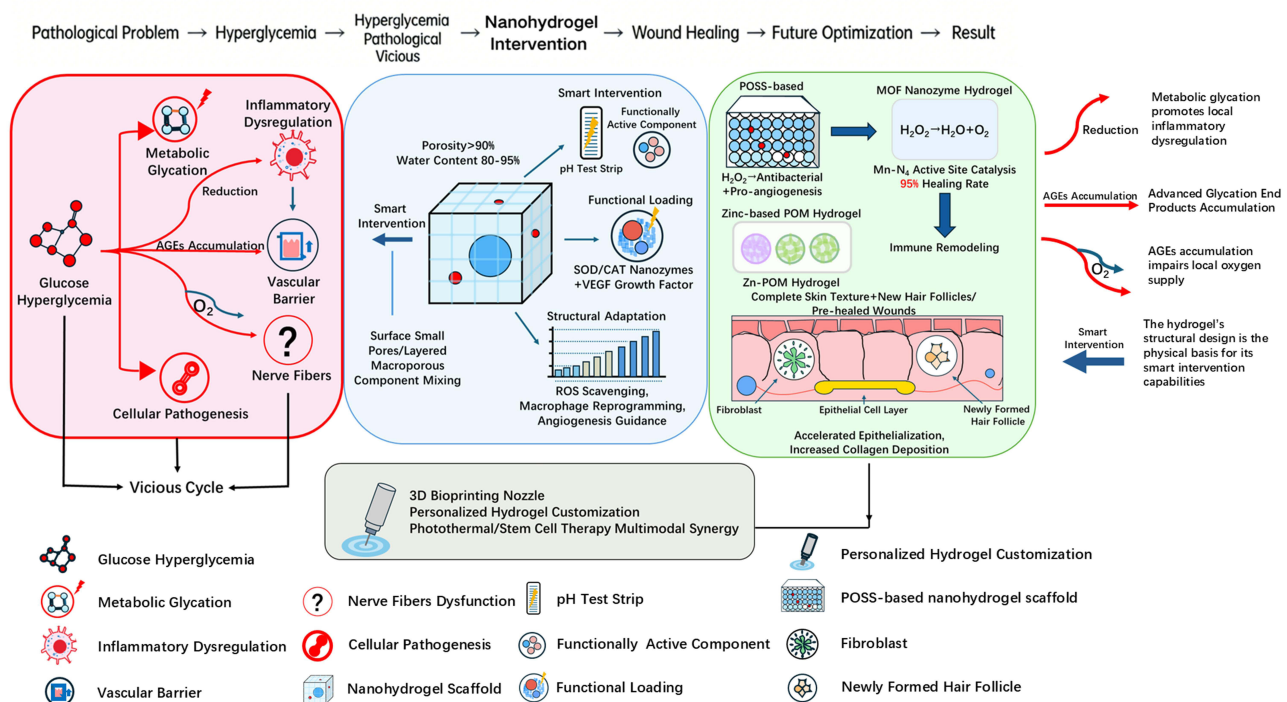 Pathological Problem → Hyperglycemia → Hyperglycemia Pathological Vicious → Nanohydrogel Intervention → Wound Healing → Future Optimization → Result
Metabolic
Glycation
Inflammatory
Dysregulation
Reduction
AGEs Accumulation
Glucose
Hyperglycemia
Vascular
Barrier
O₂
?
Nerve Fibers
Cellular Pathogenesis
Vicious Cycle
Smart Intervention
Porosity>90%
Water Content 80-95%
pH Test Strip
Functionally
Active Component
Smart
Intervention
Functional Loading
SOD/CAT Nanozymes
+VEGF Growth Factor
Surface Small
Pores/Layered
Macroporous
Component Mixing
Structural Adaptation
ROS Scavenging,
Macrophage Reprogramming,
Angiogenesis Guidance
POSS-based
H₂O₂→Antibacterial
+Pro-angiogenesis
MOF Nanozyme Hydrogel
H₂O₂→H₂O+O₂
Mn-N₄ Active Site Catalysis
95% Healing Rate
Immune Remodeling
Zinc-based POM Hydrogel
Zn-POM Hydrogel
Complete Skin Texture+New Hair Follicles/
Pre-healed Wounds
Fibroblast
Epithelial Cell Layer
Newly Formed
Hair Follicle
Accelerated Epithelialization,
Increased Collagen Deposition
Reduction
Metabolic glycation
promotes local
inflammatory
dysregulation
AGEs Accumulation
Advanced Glycation End
Products Accumulation
O₂
AGEs accumulation
impairs local oxygen
supply
Smart
Intervention
The hydrogel's
structural design is the
physical basis for its
smart intervention
capabilities
3D Bioprinting Nozzle
Personalized Hydrogel Customization
Photothermal/Stem Cell Therapy Multimodal Synergy
Glucose Hyperglycemia
Metabolic Glycation
Inflammatory Dysregulation
Vascular Barrier
?
Nerve Fibers Dysfunction
Cellular Pathogenesis
Nanohydrogel Scaffold
pH Test Strip
Functionally Active Component
Functional Loading
Personalized Hydrogel Customization
POSS-based nanohydrogel scaffold
Fibroblast
Newly Formed Hair Follicle